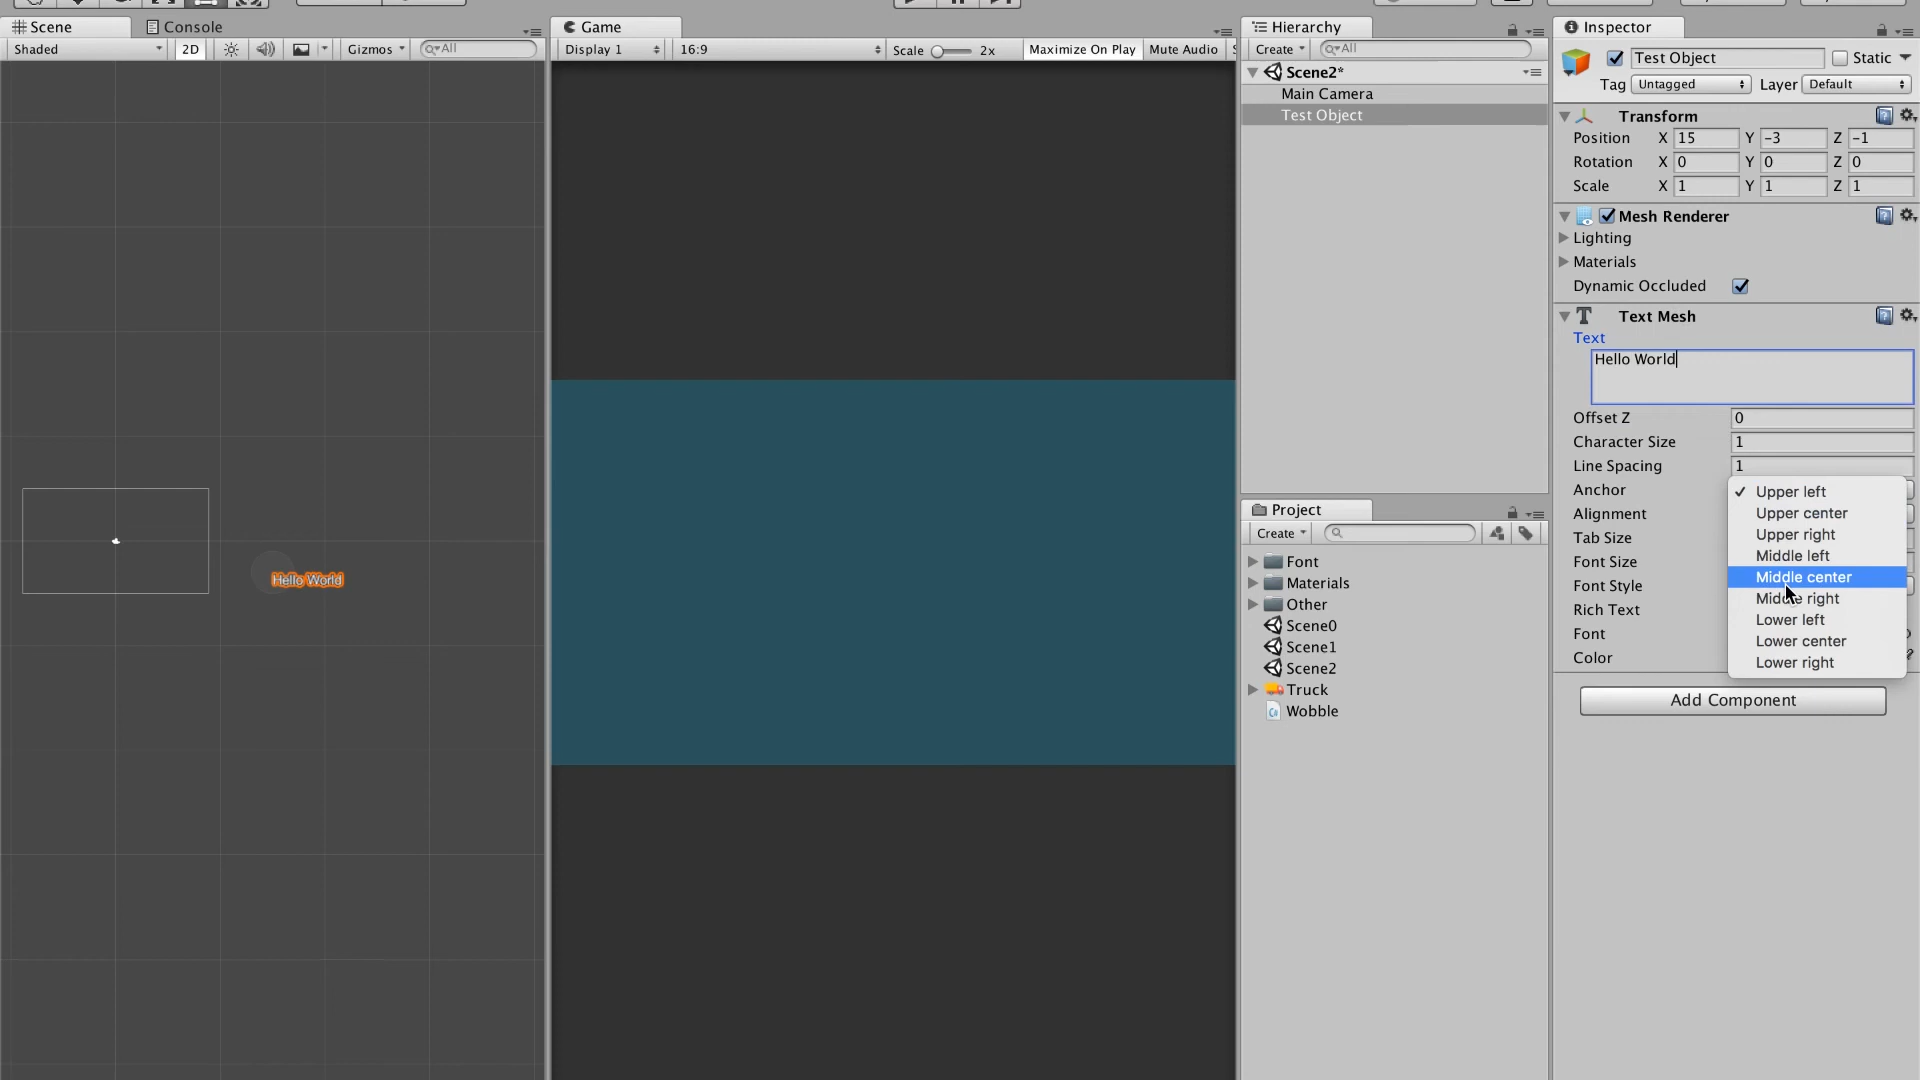 Scene
Console
Shaded
2D
Gizmos
All
Game
Display 1
16:9
Scale
2x
Maximize On Play
Mute Audio
Hierarchy
Create
All
Scene2*
Main Camera
Test Object
Project
Create
Font
Materials
Other
Scene0
Scene1
Scene2
Truck
Wobble
Inspector
Test Object
Static
Tag Untagged Layer Default
Transform
Position X 15 Y -3 Z -1
Rotation X 0 Y 0 Z 0
Scale X 1 Y 1 Z 1
Mesh Renderer
Lighting
Materials
Dynamic Occluded
Text Mesh
Text
Hello World
Offset Z 0
Character Size 1
Line Spacing 1
Anchor
Alignment
Tab Size
Font Size
Font Style
Rich Text
Font
Color
Upper left
Upper center
Upper right
Middle left
Middle center
Middle right
Lower left
Lower center
Lower right
Add Component
Hello World